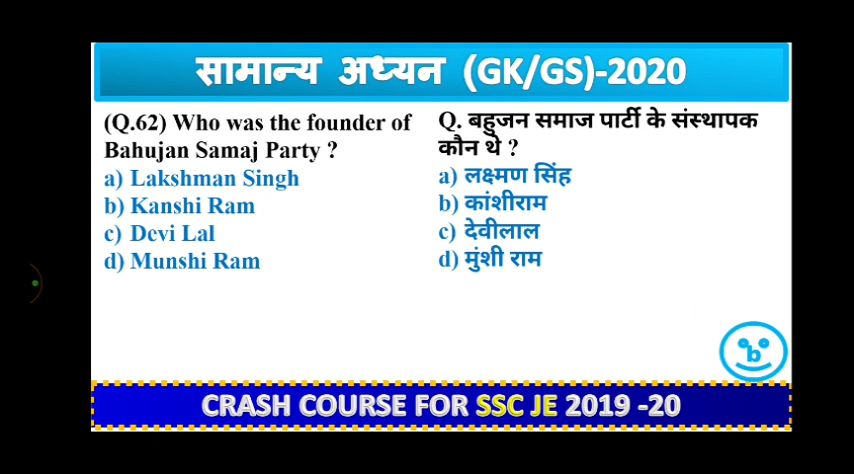 सामान्य अध्यन (GK/GS)-2020
(Q.62) Who was the founder of
Bahujan Samaj Party ?
a) Lakshman Singh
b) Kanshi Ram
c) Devi Lal
d) Munshi Ram
Q. बहुजन समाज पार्टी के संस्थापक
कौन थे ?
a) लक्ष्मण सिंह
b) कांशीराम
c) देवीलाल
d) मुंशी राम
b
CRASH COURSE FOR SSC JE 2019 -20